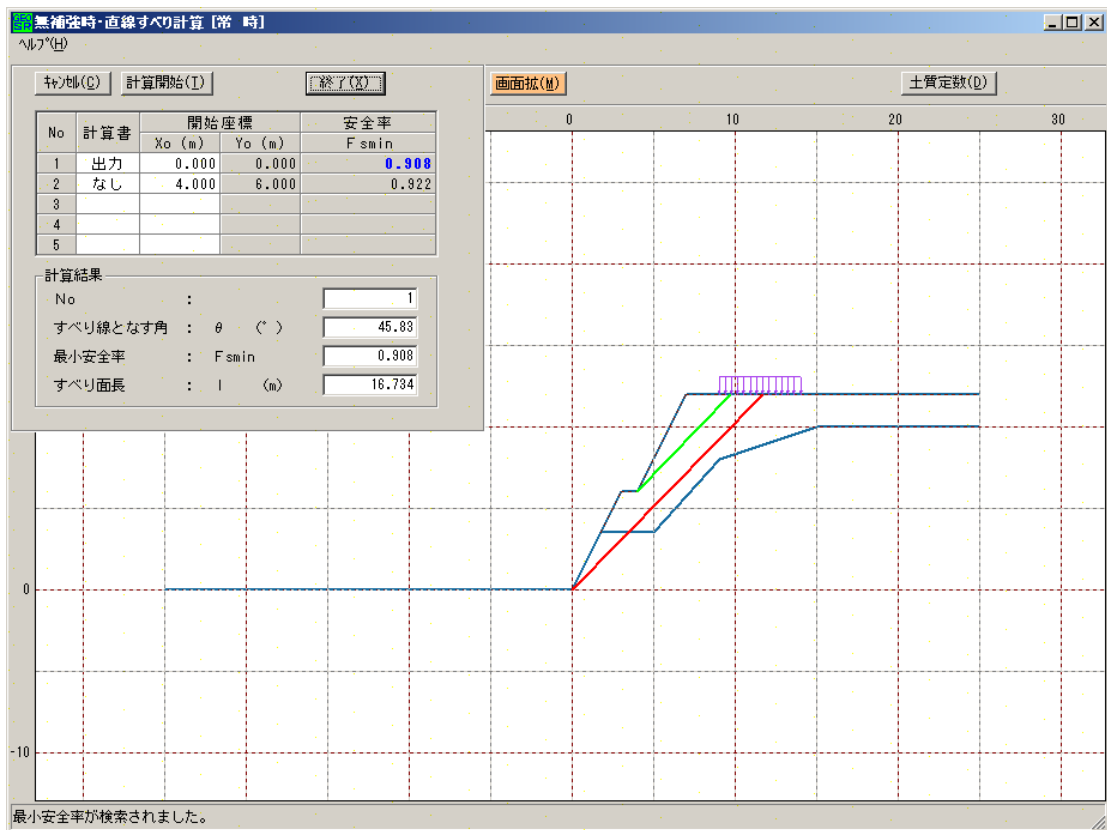 GEO SR 無補強時・直線すべり計算 [常 時]
ﾍﾙﾌﾟ(H)
ｷｬﾝｾﾙ(C) 計算開始(I) 終了(X) 画面拡(M) 土質定数(D)
No 計算書 開始座標 安全率
Xo (m) Yo (m) Fsmin
1 出力 0.000 0.000 0.908
2 なし 4.000 6.000 0.922
3
4
5
計算結果
No : 1
すべり線となす角 : θ (°) 45.83
最小安全率 : Fsmin 0.908
すべり面長 : l (m) 16.734
0 10 20 30
0
-10
最小安全率が検索されました。